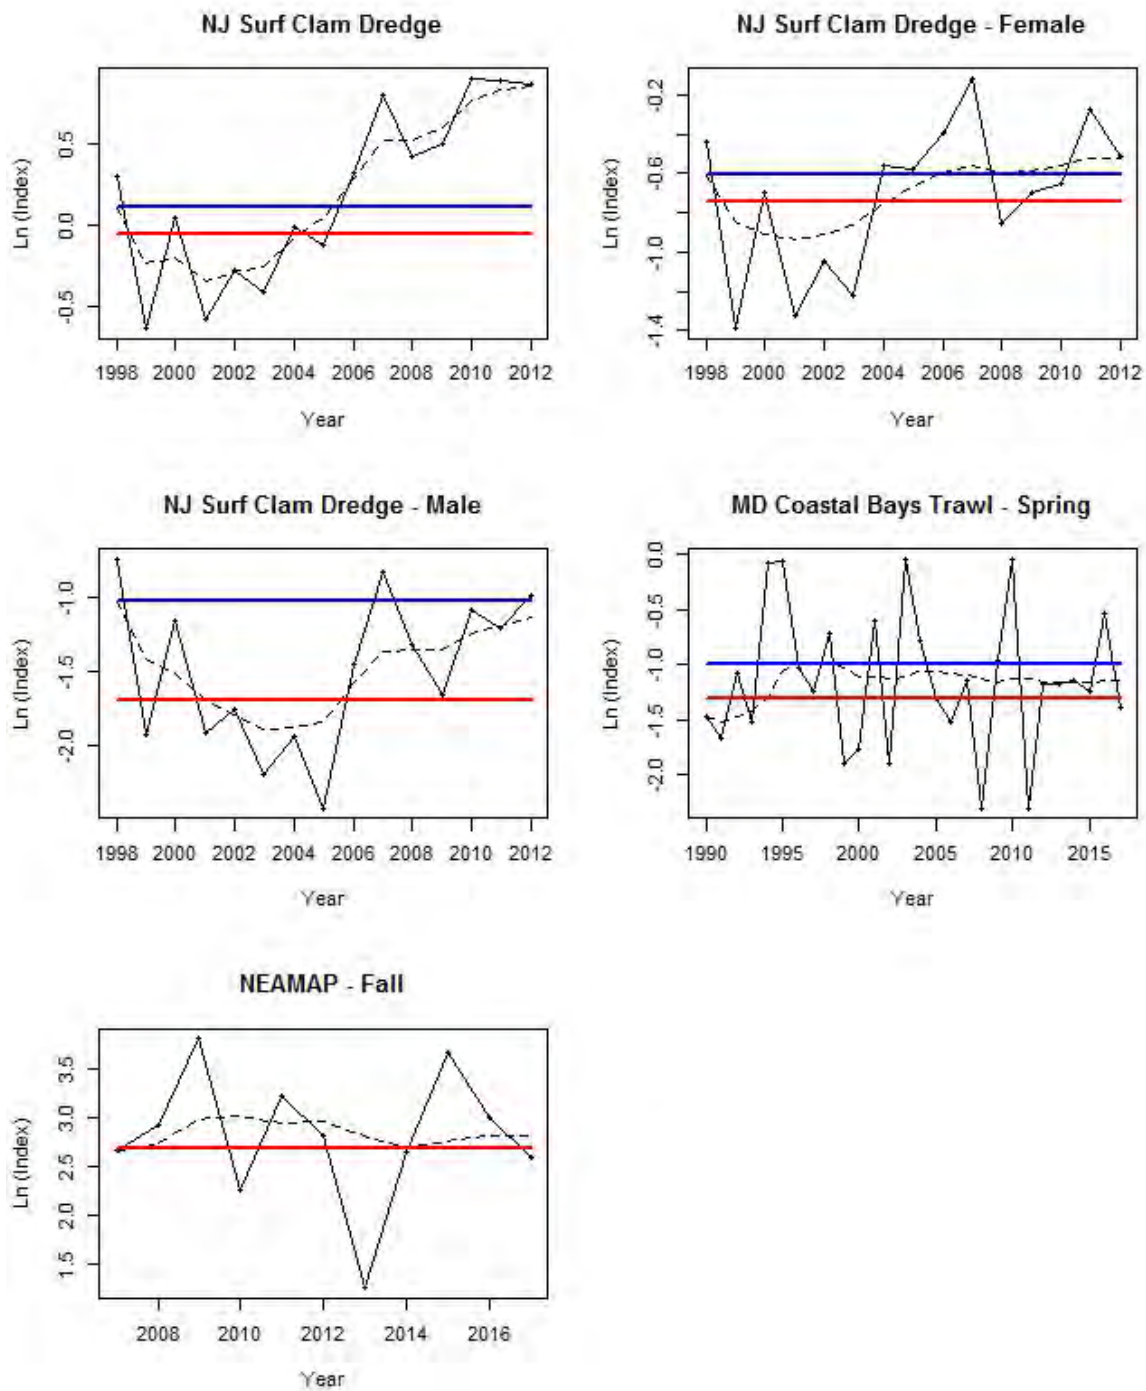 NJ Surf Clam Dredge
Ln (Index)
0.5
0.0
-0.5
1998 2000 2002 2004 2006 2008 2010 2012
Year
NJ Surf Clam Dredge - Female
Ln (Index)
-0.2
-0.6
-1.0
-1.4
1998 2000 2002 2004 2006 2008 2010 2012
Year
NJ Surf Clam Dredge - Male
Ln (Index)
-1.0
-1.5
-2.0
1998 2000 2002 2004 2006 2008 2010 2012
Year
MD Coastal Bays Trawl - Spring
Ln (Index)
0.0
-0.5
-1.0
-1.5
-2.0
1990 1995 2000 2005 2010 2015
Year
NEAMAP - Fall
Ln (Index)
3.5
3.0
2.5
2.0
1.5
2008 2010 2012 2014 2016
Year